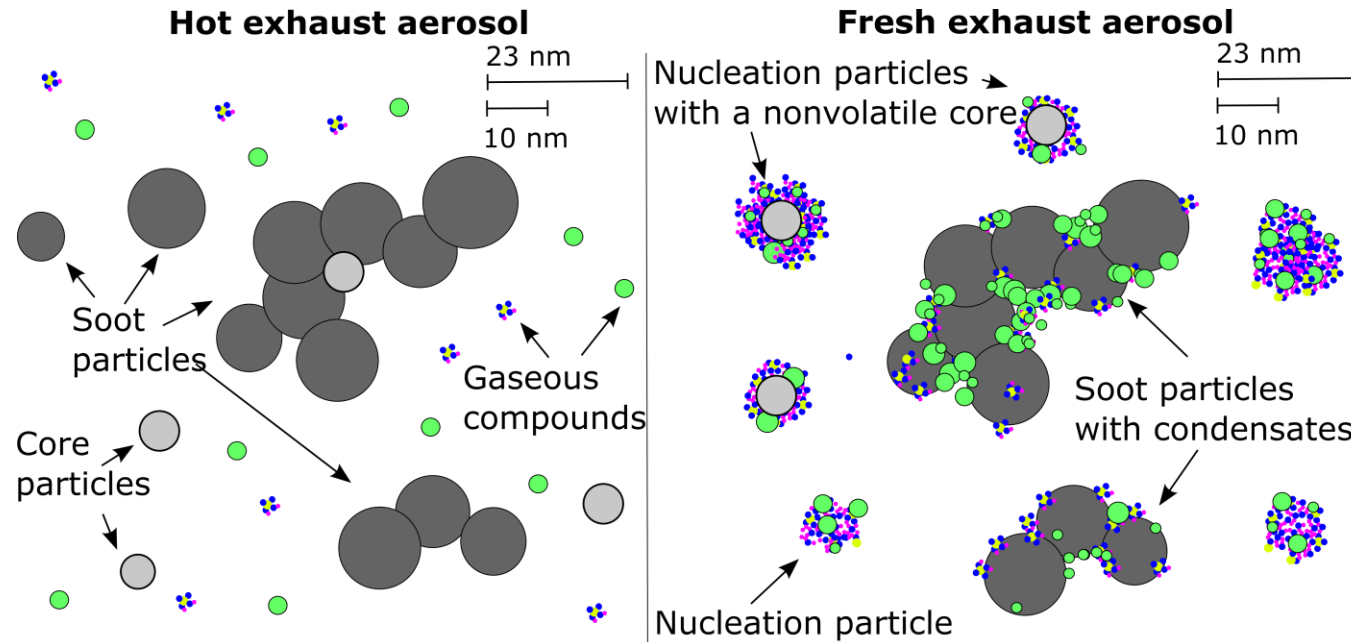 Hot exhaust aerosol
23 nm
10 nm
Soot
particles
Gaseous
compounds
Core
particles
Fresh exhaust aerosol
23 nm
10 nm
Nucleation particles
with a nonvolatile core
Soot particles
with condensates
Nucleation particle